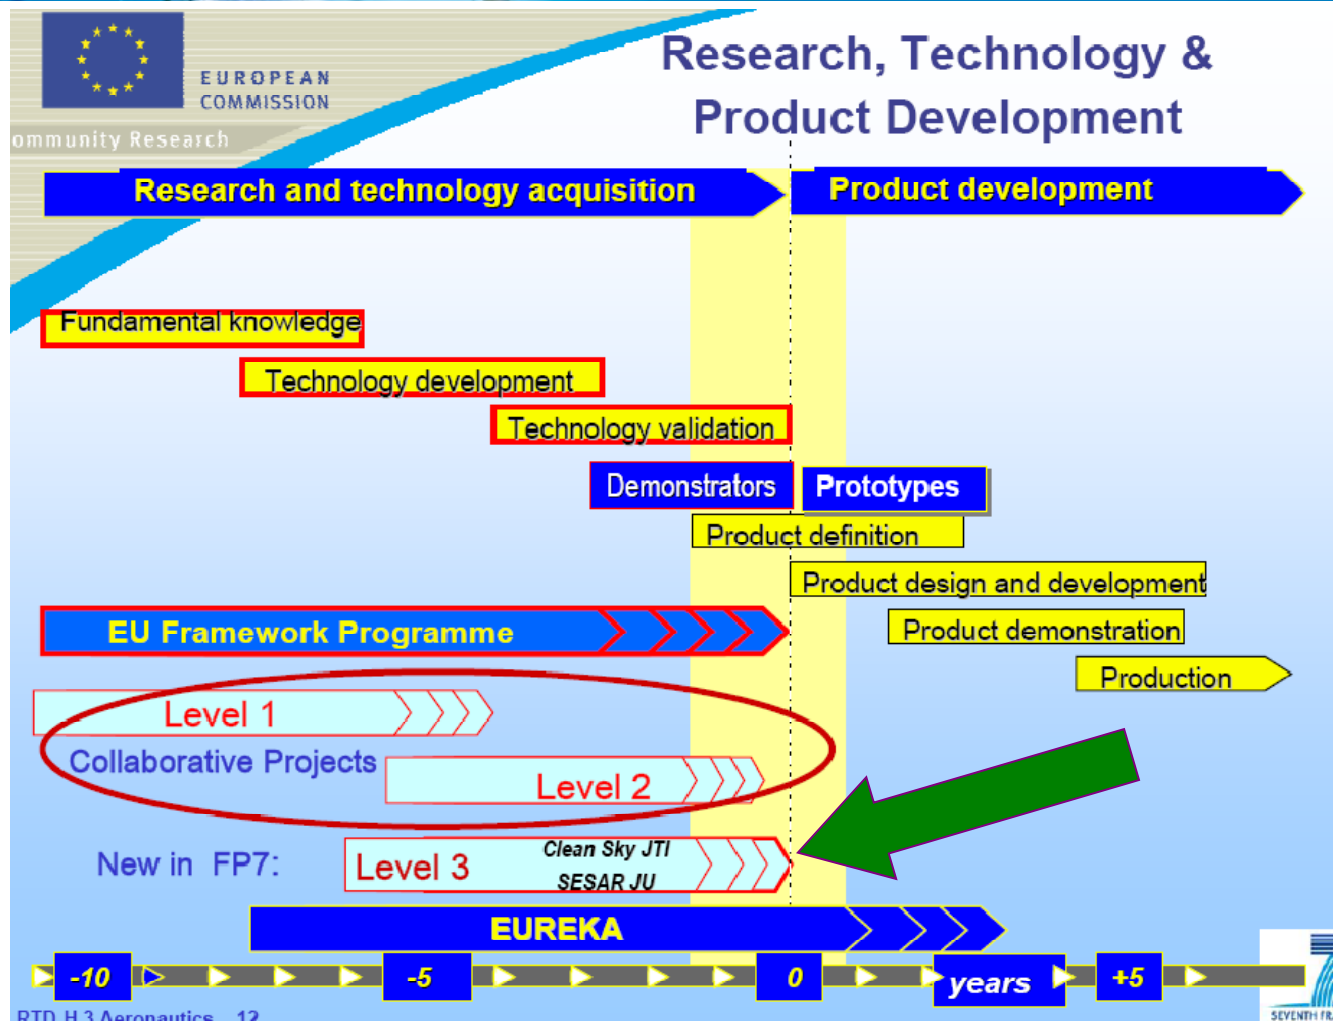 EUROPEAN
COMMISSION
ommunity Research
Research, Technology &
Product Development
Research and technology acquisition
Product development
Fundamental knowledge
Technology development
Technology validation
Demonstrators
Prototypes
Product definition
Product design and development
EU Framework Programme
Product demonstration
Production
Level 1
Collaborative Projects
Level 2
New in FP7:
Level 3
Clean Sky JTI
SESAR JU
EUREKA
-10
-5
0
years
+5
RTD H.3 Aeronautics 12
7
SEVENTH FRA